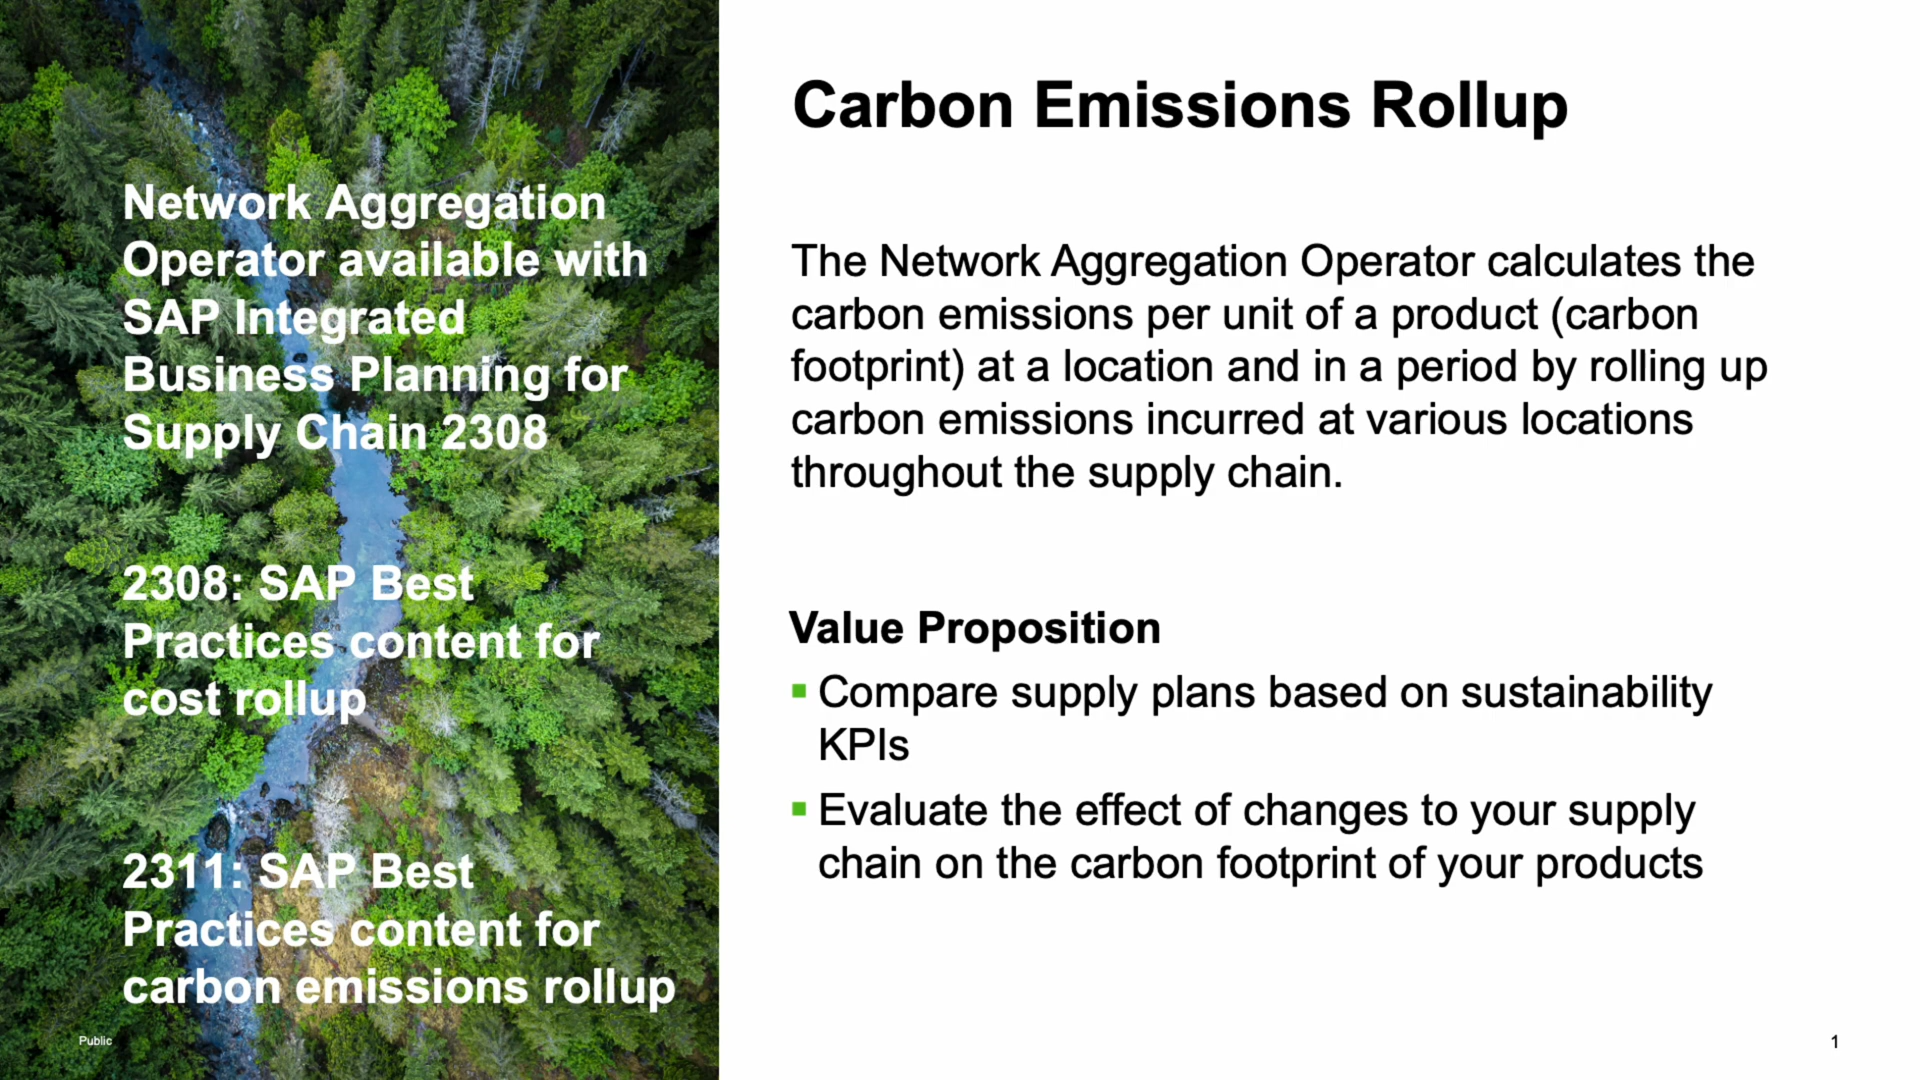 Network Aggregation
Operator available with
SAP Integrated
Business Planning for
Supply Chain 2308
2308: SAP Best
Practices content for
cost rollup
2311: SAP Best
Practices content for
carbon emissions rollup
Public
Carbon Emissions Rollup
The Network Aggregation Operator calculates the
carbon emissions per unit of a product (carbon
footprint) at a location and in a period by rolling up
carbon emissions incurred at various locations
throughout the supply chain.
Value Proposition
▪ Compare supply plans based on sustainability
KPIs
▪ Evaluate the effect of changes to your supply
chain on the carbon footprint of your products
1